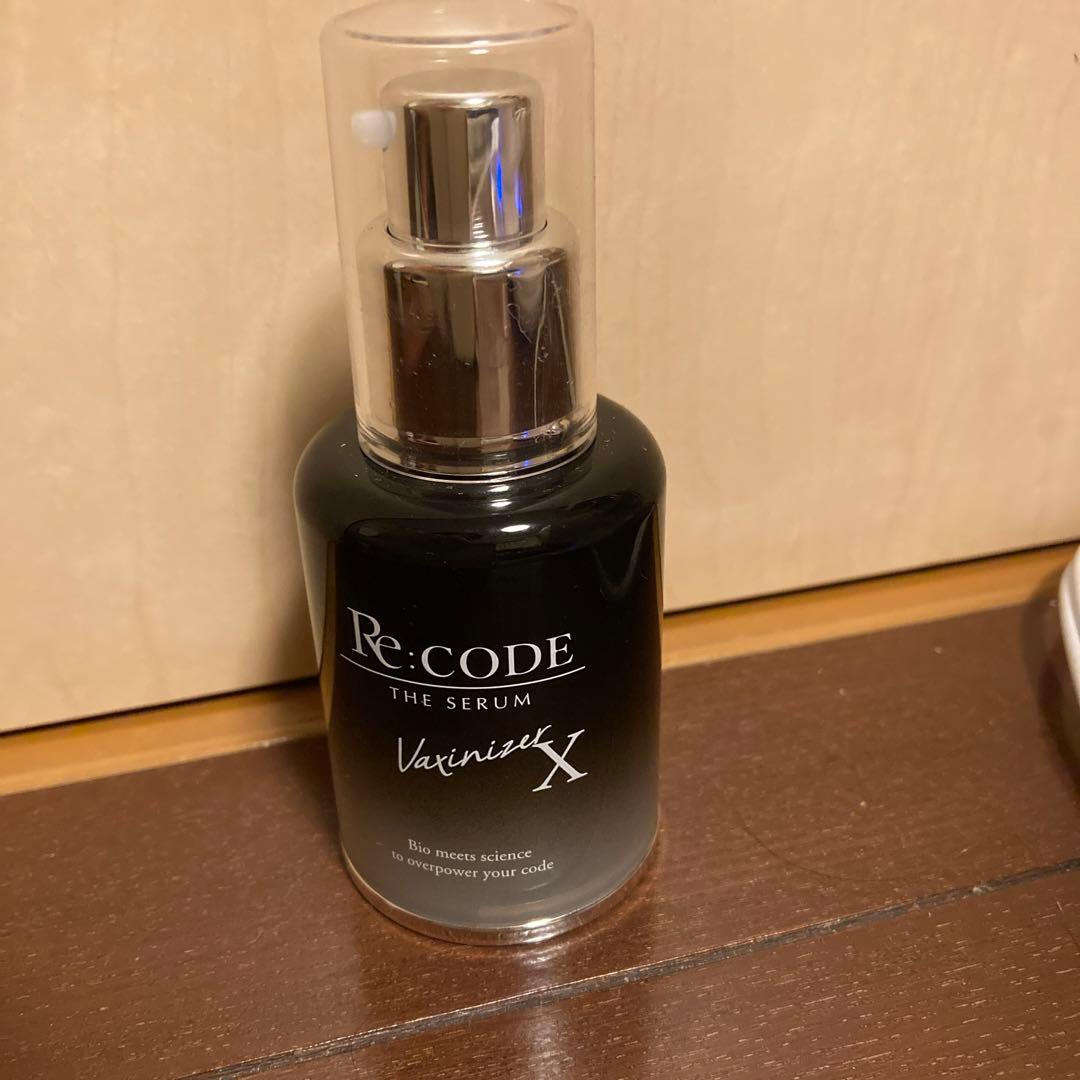 Re:CODE
THE SERUM
Vaxinizer X
Bio meets science
to overpower your code